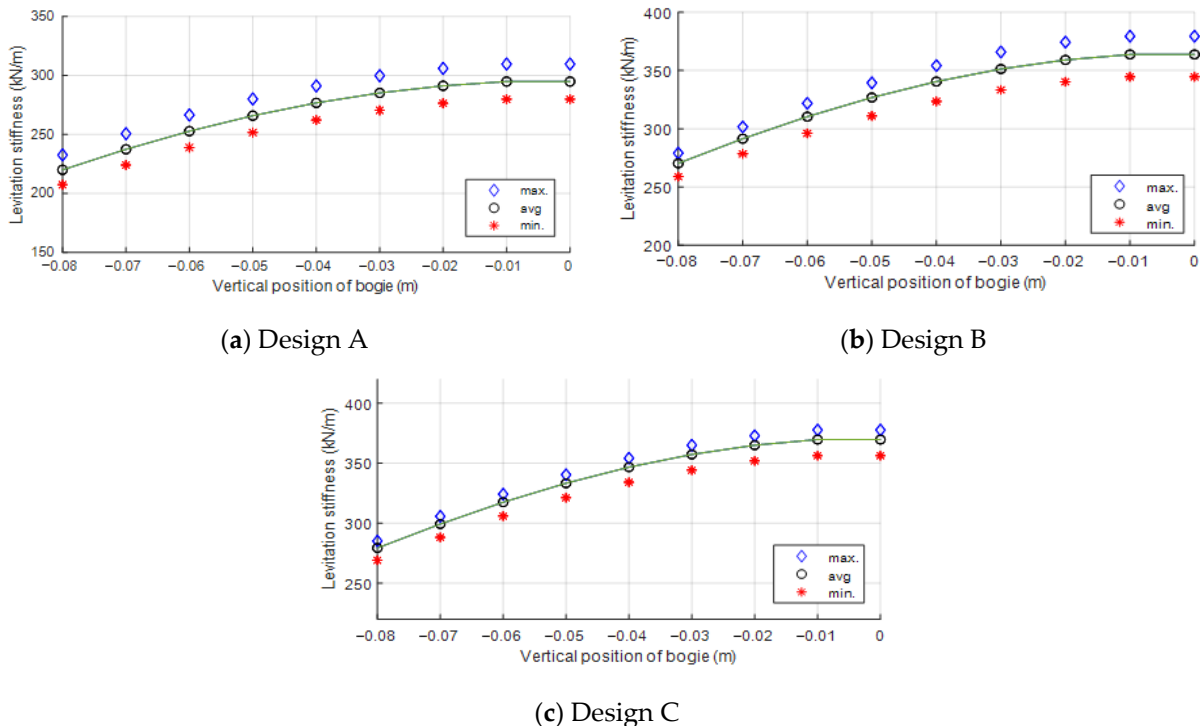 350
300
250
200
150
Levitation stiffness (kN/m)
max.
avg
min.
−0.08 −0.07 −0.06 −0.05 −0.04 −0.03 −0.02 −0.01 0
Vertical position of bogie (m)
(a) Design A
400
350
300
250
200
Levitation stiffness (kN/m)
max.
avg
min.
−0.08 −0.07 −0.06 −0.05 −0.04 −0.03 −0.02 −0.01 0
Vertical position of bogie (m)
(b) Design B
400
350
300
250
Levitation stiffness (kN/m)
max.
avg
min.
−0.08 −0.07 −0.06 −0.05 −0.04 −0.03 −0.02 −0.01 0
Vertical position of bogie (m)
(c) Design C